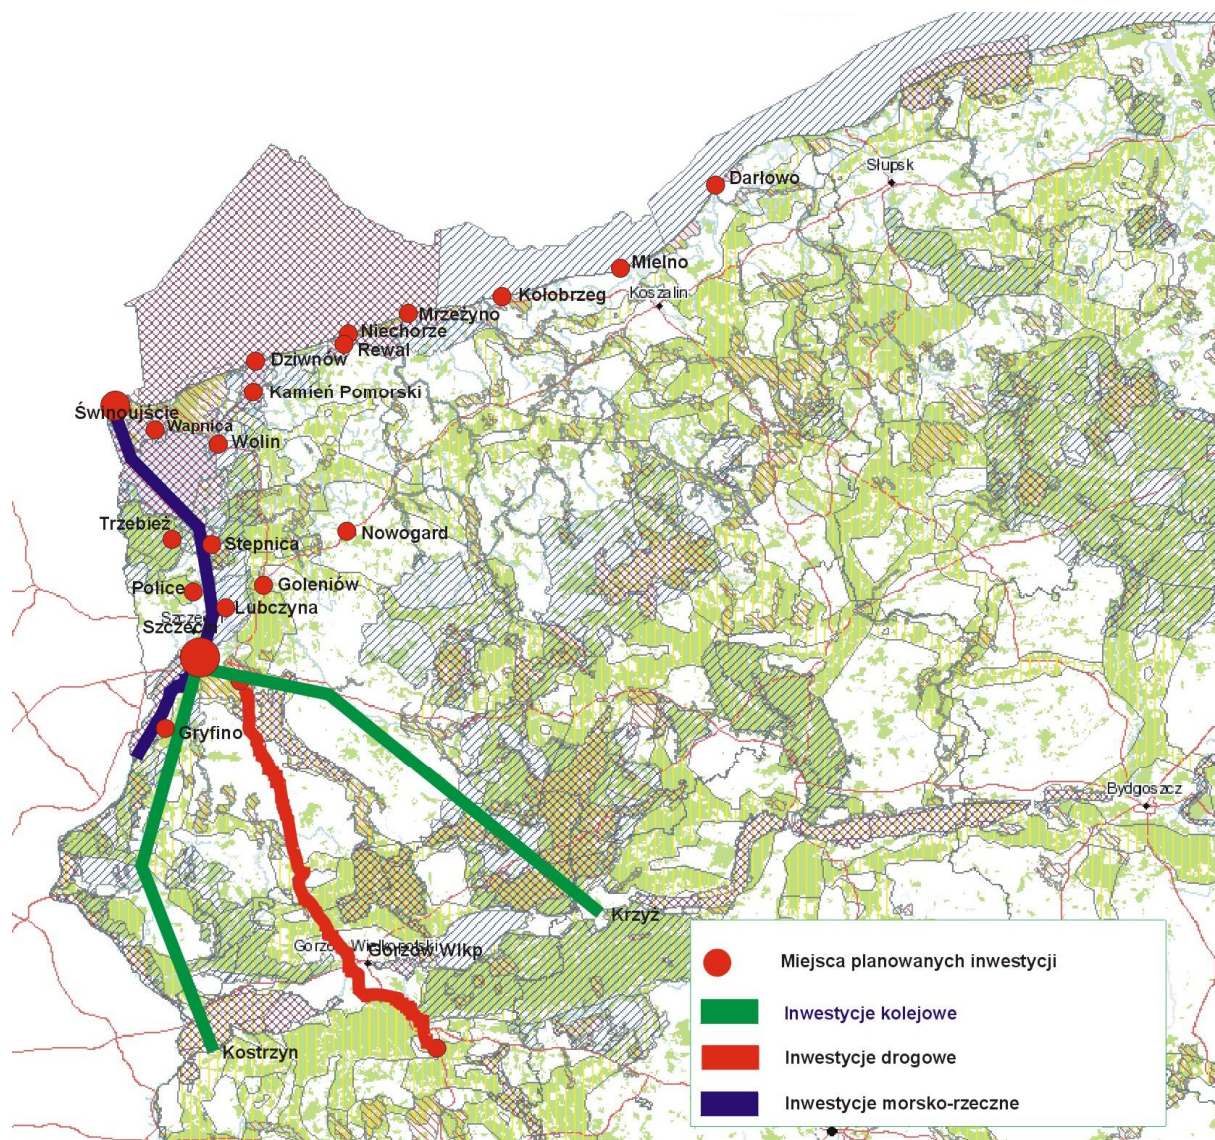 Słupsk
Darłowo
Mielno
Koszalin
Kołobrzeg
Mrzeżyno
Niechorze
Rewal
Dziwnów
Kamień Pomorski
Świnoujście
Wapnica
Wolin
Trzebież
Stepnica
Nowogard
Goleniów
Police
Lubczyna
Szczecin
Gryfino
Bydgoszcz
Krzyż
Gorzów Wlkp
Kostrzyn
Miejsca planowanych inwestycji
Inwestycje kolejowe
Inwestycje drogowe
Inwestycje morsko-rzeczne